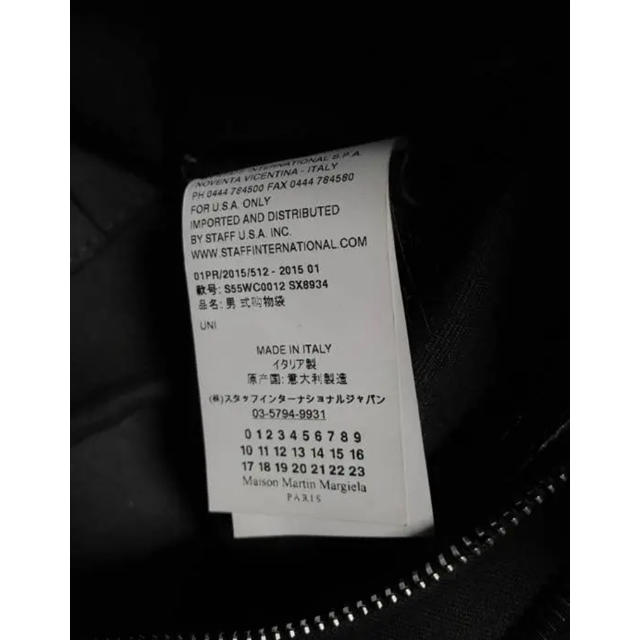 INTERNATIONAL S.P.A.
NOVENTA VICENTINA - ITALY
PH 0444 784500 FAX 0444 784580
FOR U.S.A. ONLY
IMPORTED AND DISTRIBUTED
BY STAFF U.S.A. INC.
WWW.STAFFINTERNATIONAL.COM
01PR/2015/512 - 2015 01
款号: S55WC0012 SX8934
品名: 男式购物袋
UNI
MADE IN ITALY
イタリア製
原产国: 意大利製造
(株)スタッフインターナショナルジャパン
03-5794-9931
0 1 2 3 4 5 6 7 8 9
10 11 12 13 14 15 16
17 18 19 20 21 22 23
Maison Martin Margiela
PARIS